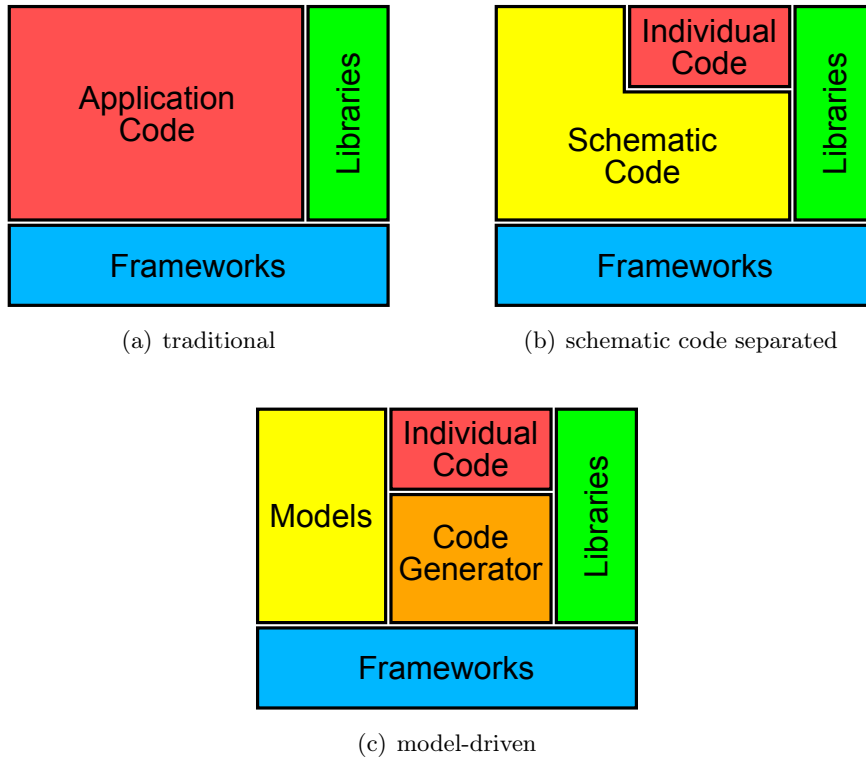 Application
Code
Libraries
Frameworks
(a) traditional
Individual
Code
Schematic
Code
Libraries
Frameworks
(b) schematic code separated
Models
Individual
Code
Code
Generator
Libraries
Frameworks
(c) model-driven